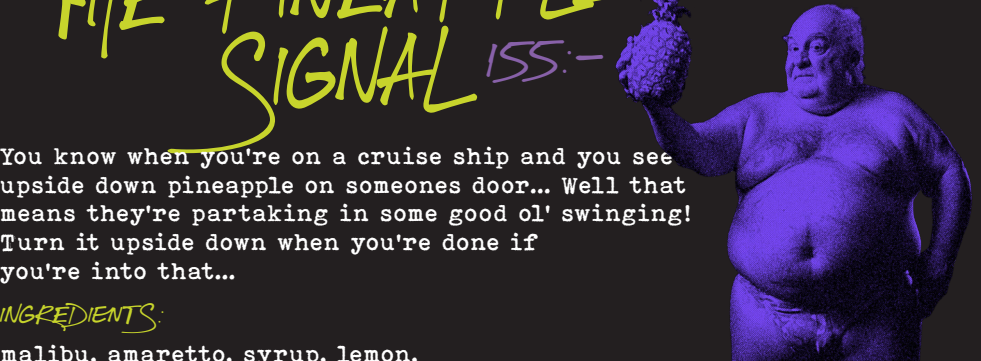 THE PINEAPPLE
SIGNAL 155:-
You know when you're on a cruise ship and you see
upside down pineapple on someones door... Well that
means they're partaking in some good ol' swinging!
Turn it upside down when you're done if
you're into that...
INGREDIENTS:
malibu, amaretto, syrup, lemon,